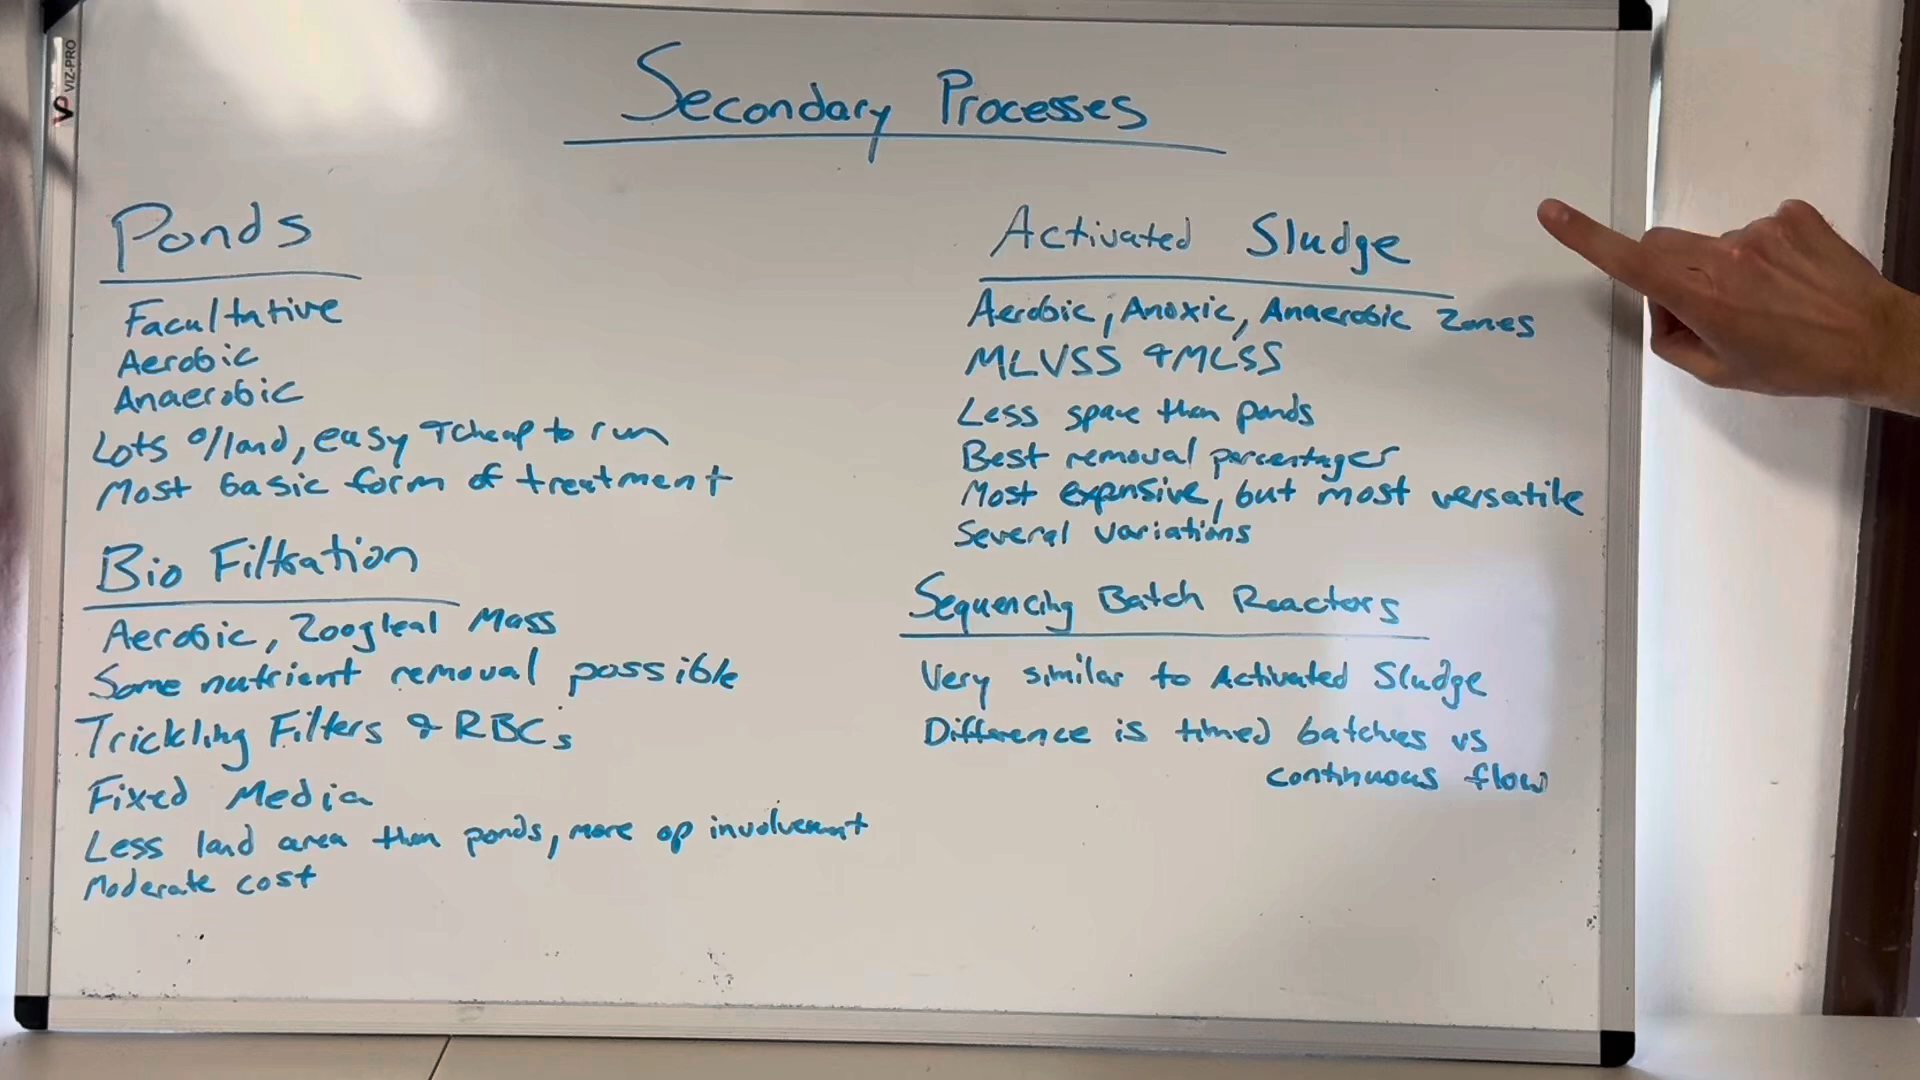 VIZ-PRO
Secondary Processes
Ponds
Facultative
Aerobic
Anaerobic
Lots o/land, easy & cheap to run
Most basic form of treatment
Bio Filtration
Aerobic, Zoogleal Mass
Some nutrient removal possible
Trickling Filters & RBCs
Fixed Media
Less land area than ponds, more op involvement
Moderate cost
Activated Sludge
Aerobic, Anoxic, Anaerobic Zones
MLVSS & MLSS
Less space than ponds
Best removal percentages
Most expensive, but most versatile
Several variations
Sequencing Batch Reactors
Very similar to Activated Sludge
Difference is timed batches vs
continuous flow